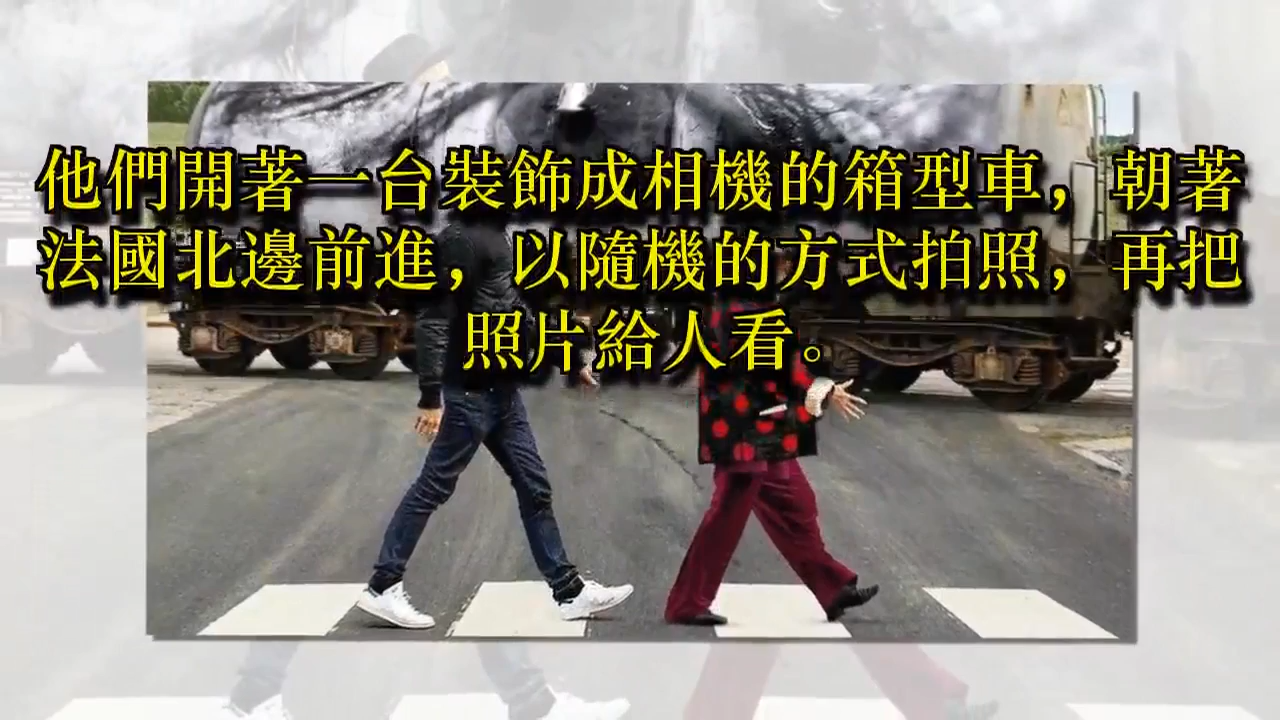 他們開著一台裝飾成相機的箱型車，朝著
法國北邊前進，以隨機的方式拍照，再把
照片給人看。